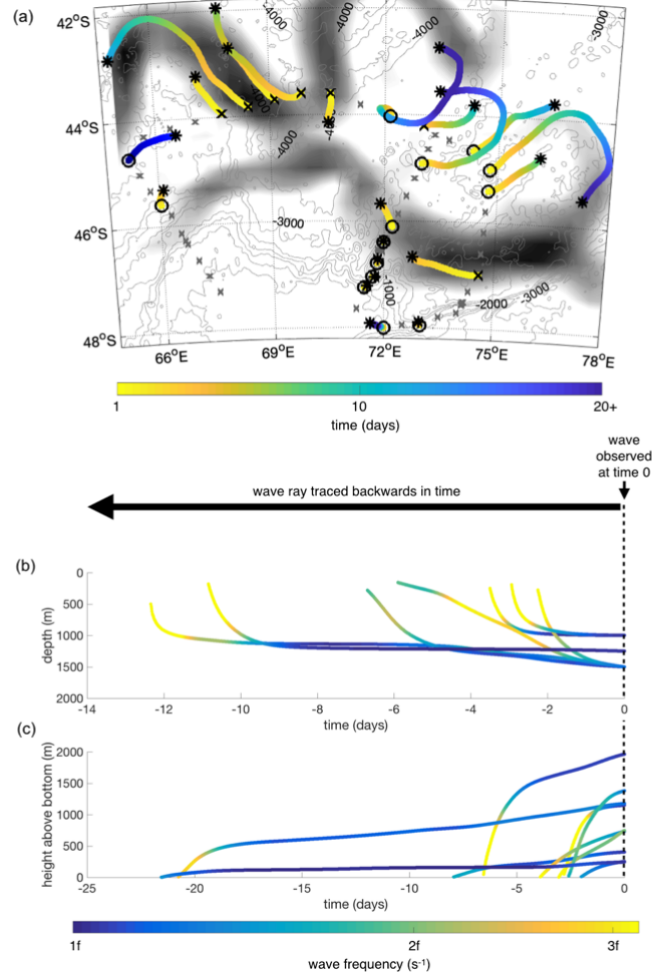 (a)
42°S
44°S
46°S
48°S
-4000
-4000
-3000
-4000
-4000
-4000
-4000
-3000
-1000
-2000
-3000
66°E
69°E
72°E
75°E
78°E
1
10
20+
time (days)
wave
observed
at time 0
wave ray traced backwards in time
(b)
depth (m)
0
500
1000
1500
2000
-14
-12
-10
-8
-6
-4
-2
0
time (days)
(c)
height above bottom (m)
2000
1500
1000
500
0
-25
-20
-15
-10
-5
0
time (days)
1f
2f
3f
wave frequency (s⁻¹)